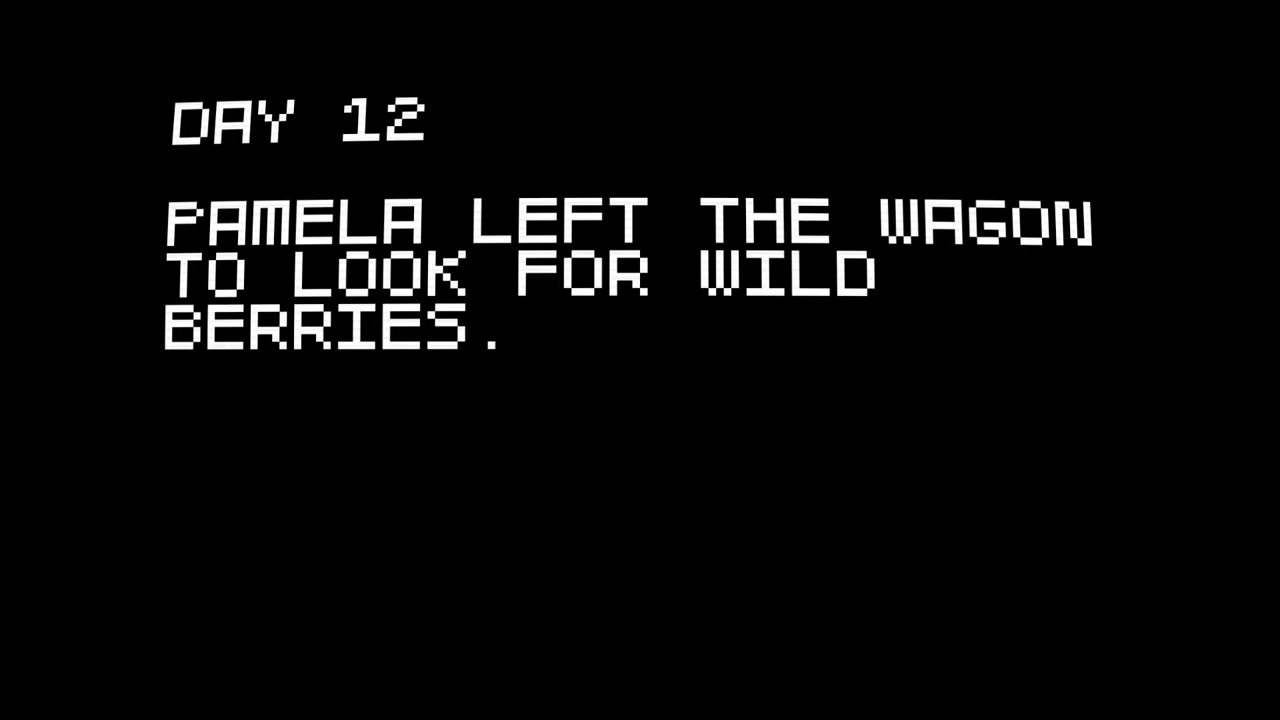 DAY 12
PAMELA LEFT THE WAGON
TO LOOK FOR WILD
BERRIES.